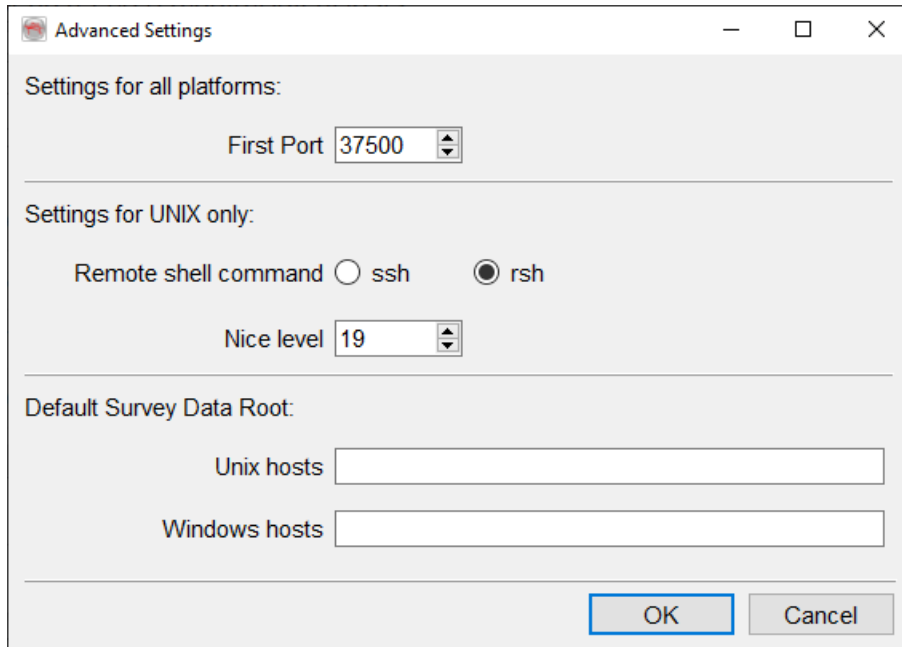 Advanced Settings
Settings for all platforms:
First Port 37500
Settings for UNIX only:
Remote shell command ssh rsh
Nice level 19
Default Survey Data Root:
Unix hosts
Windows hosts
OK Cancel